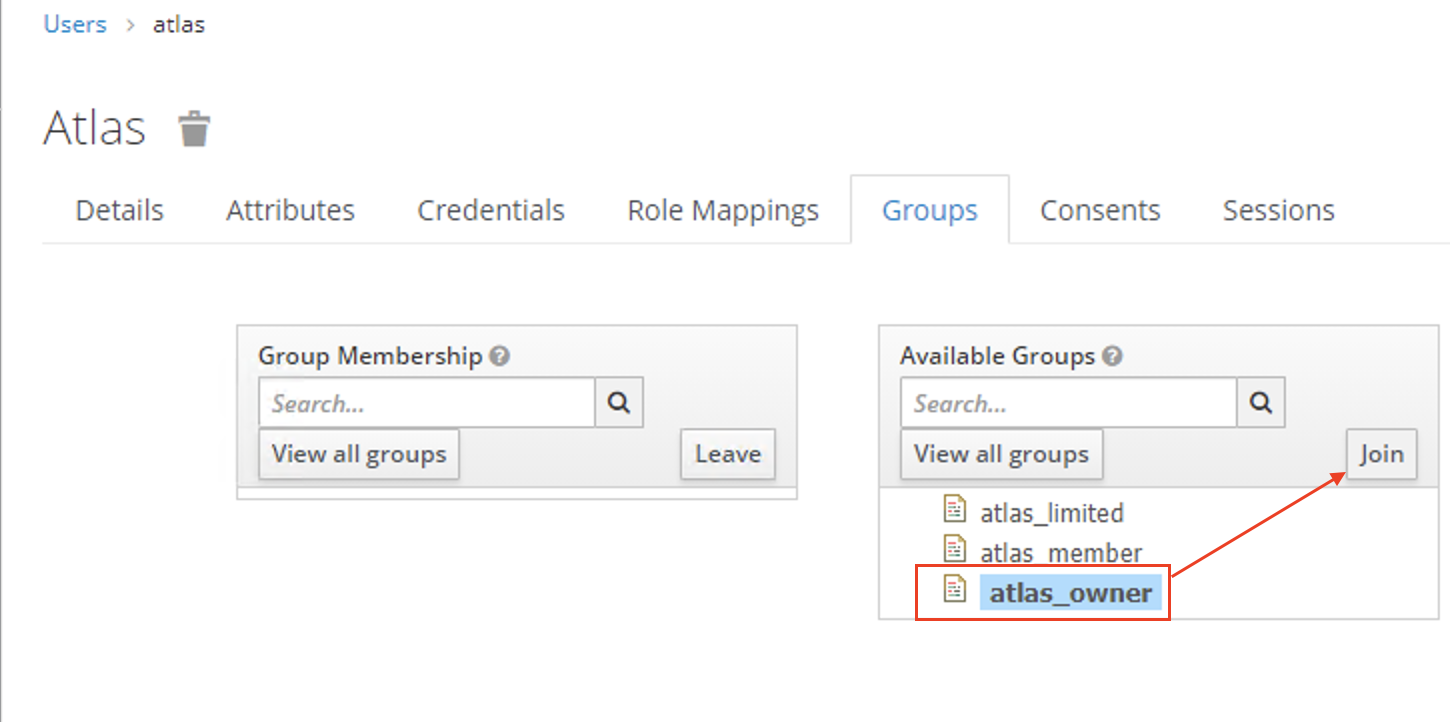 Users > atlas
Atlas
Details Attributes Credentials Role Mappings Groups Consents Sessions
Group Membership ?
Search...
View all groups Leave
Available Groups ?
Search...
View all groups Join
atlas_limited
atlas_member
atlas_owner